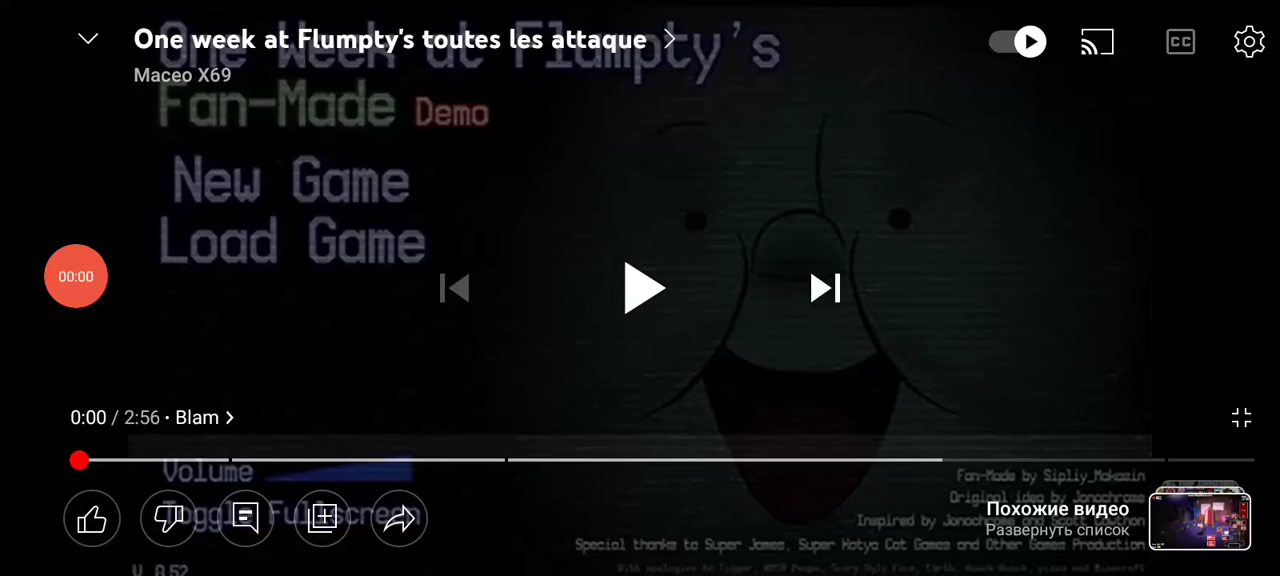 One week at Flumpty's toutes les attaque
Maceo X69
One Week at Flumpty's
Fan-Made Demo
New Game
Load Game
00:00
0:00 / 2:56 • Blam
Volume
Toggle Fullscreen
Fan-Made by Sipliy_Mokasin
Original idea by Jonochrome
Похожие видео
Inspired by Jonochrome and Scott Cawthon
Развернуть список
Special thanks to Super James, Super Kotya Cat Games and Other Games Production
V 0.52
CC